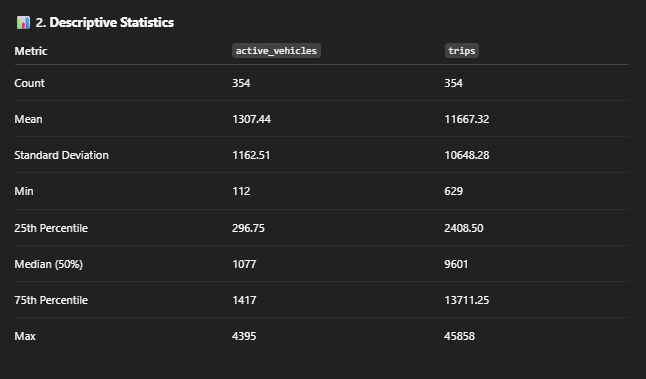 📊 2. Descriptive Statistics
Metric active_vehicles trips
Count 354 354
Mean 1307.44 11667.32
Standard Deviation 1162.51 10648.28
Min 112 629
25th Percentile 296.75 2408.50
Median (50%) 1077 9601
75th Percentile 1417 13711.25
Max 4395 45858